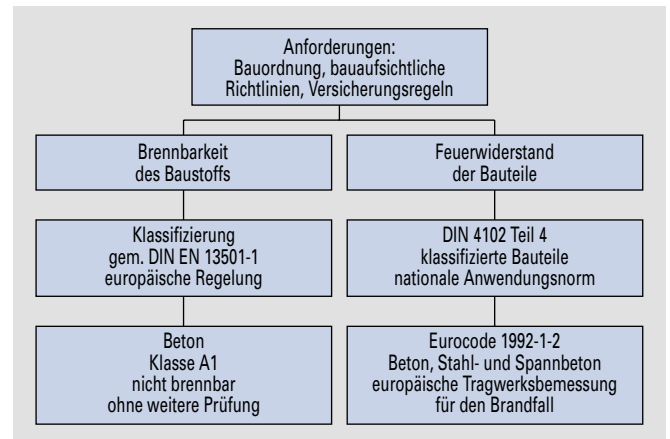 Anforderungen:
Bauordnung, bauaufsichtliche
Richtlinien, Versicherungsregeln
Brennbarkeit
des Baustoffs
Feuerwiderstand
der Bauteile
Klassifizierung
gem. DIN EN 13501-1
europäische Regelung
DIN 4102 Teil 4
klassifizierte Bauteile
nationale Anwendungsnorm
Beton
Klasse A1
nicht brennbar
ohne weitere Prüfung
Eurocode 1992-1-2
Beton, Stahl- und Spannbeton
europäische Tragwerksbemessung
für den Brandfall